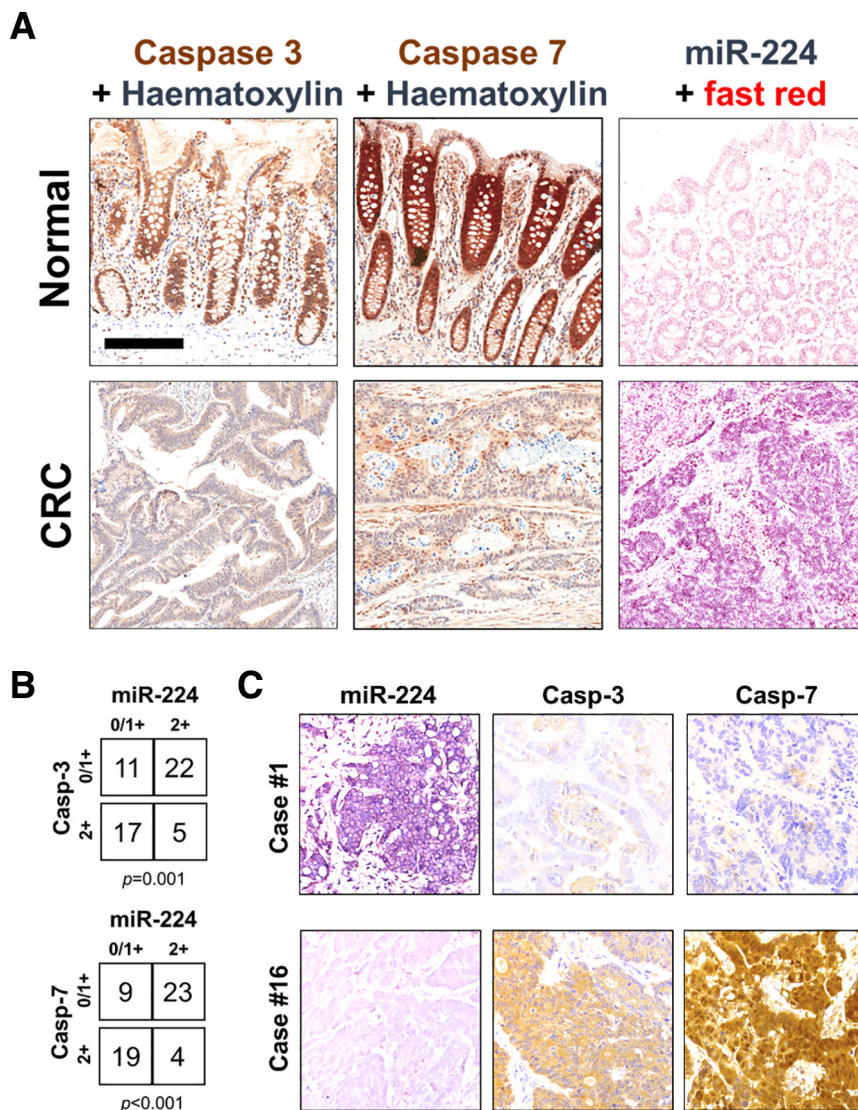 A
Caspase 3
+ Haematoxylin
Caspase 7
+ Haematoxylin
miR-224
+ fast red
Normal
CRC
B
miR-224
0/1+ 2+
Casp-3
0/1+ 11 22
2+ 17 5
p=0.001
miR-224
0/1+ 2+
Casp-7
0/1+ 9 23
2+ 19 4
p<0.001
C
miR-224 Casp-3 Casp-7
Case #1
Case #16